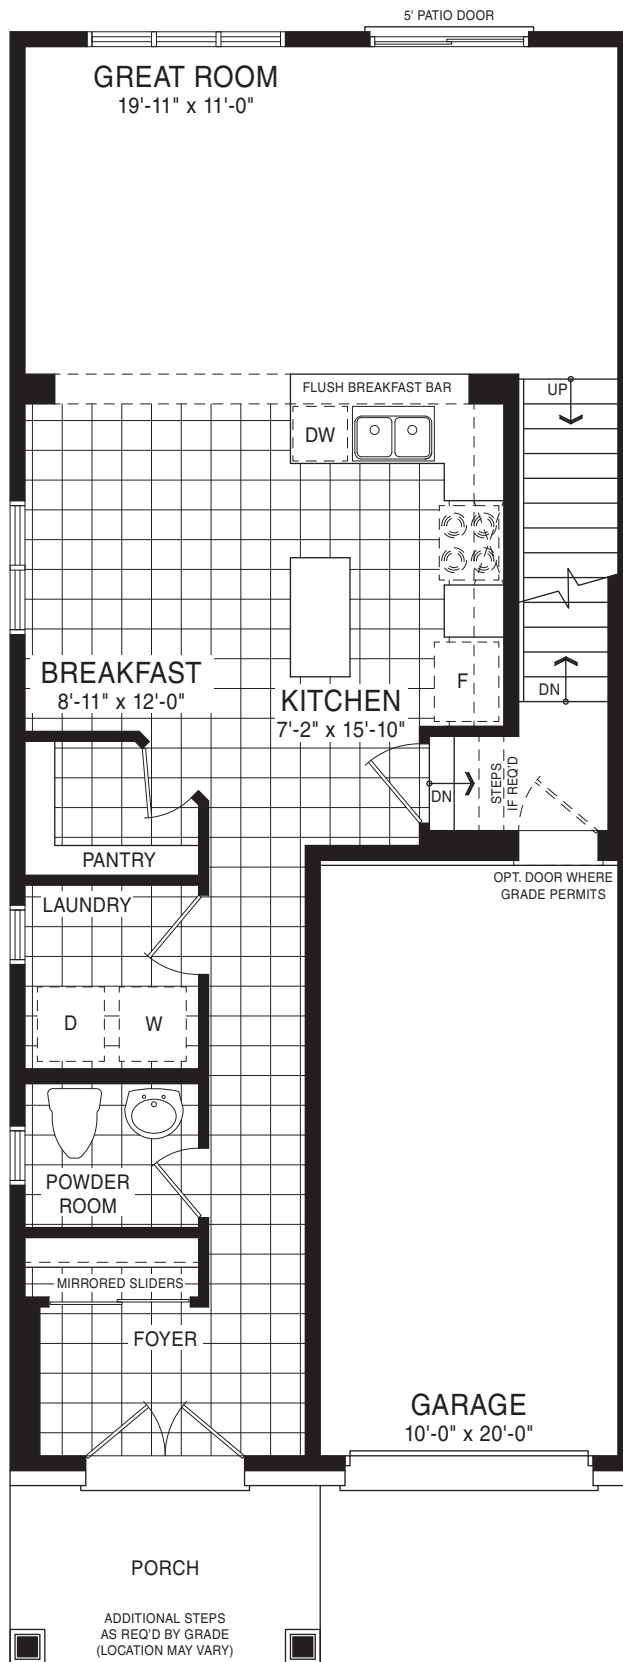 5' PATIO DOOR
GREAT ROOM
19'-11" x 11'-0"
FLUSH BREAKFAST BAR
UP
DW
BREAKFAST
8'-11" x 12'-0"
KITCHEN
7'-2" x 15'-10"
F
DN
DN
STEPS
IF REQ'D
PANTRY
OPT. DOOR WHERE
GRADE PERMITS
LAUNDRY
D
W
POWDER
ROOM
MIRRORED SLIDERS
FOYER
GARAGE
10'-0" x 20'-0"
PORCH
ADDITIONAL STEPS
AS REQ'D BY GRADE
(LOCATION MAY VARY)